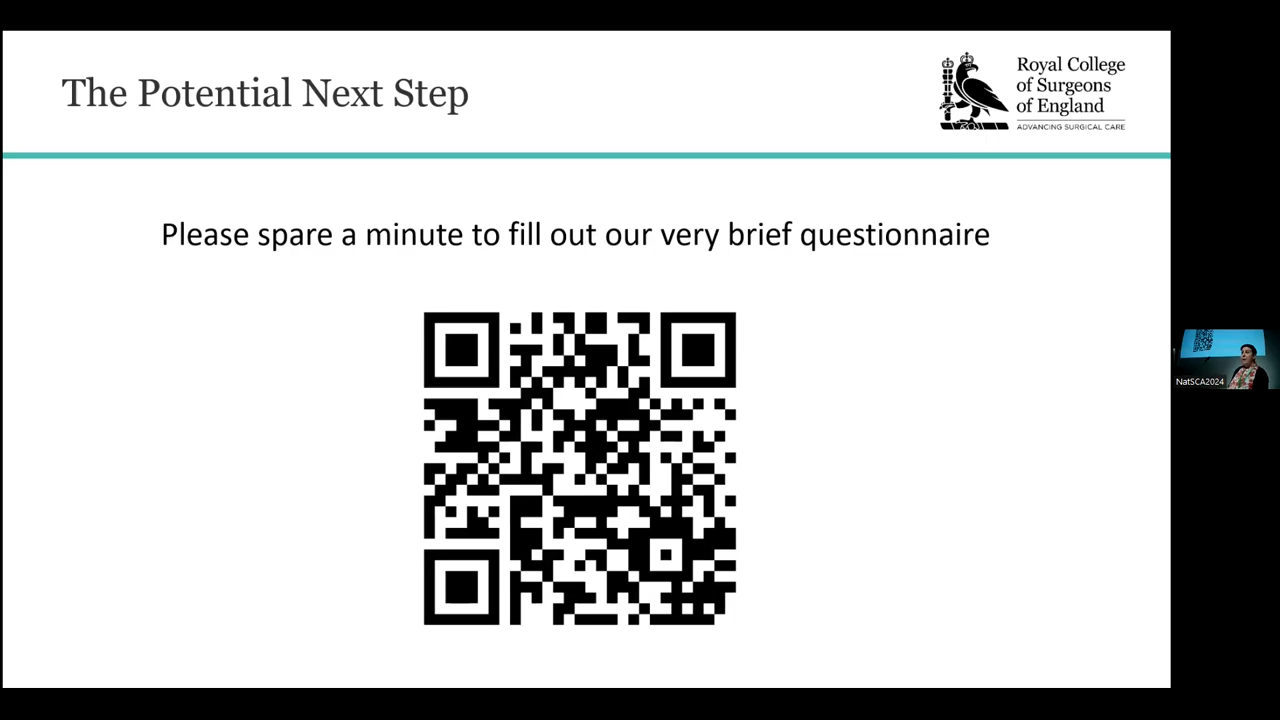 The Potential Next Step
Royal College
of Surgeons
of England
ADVANCING SURGICAL CARE
Please spare a minute to fill out our very brief questionnaire
NatSCA2024